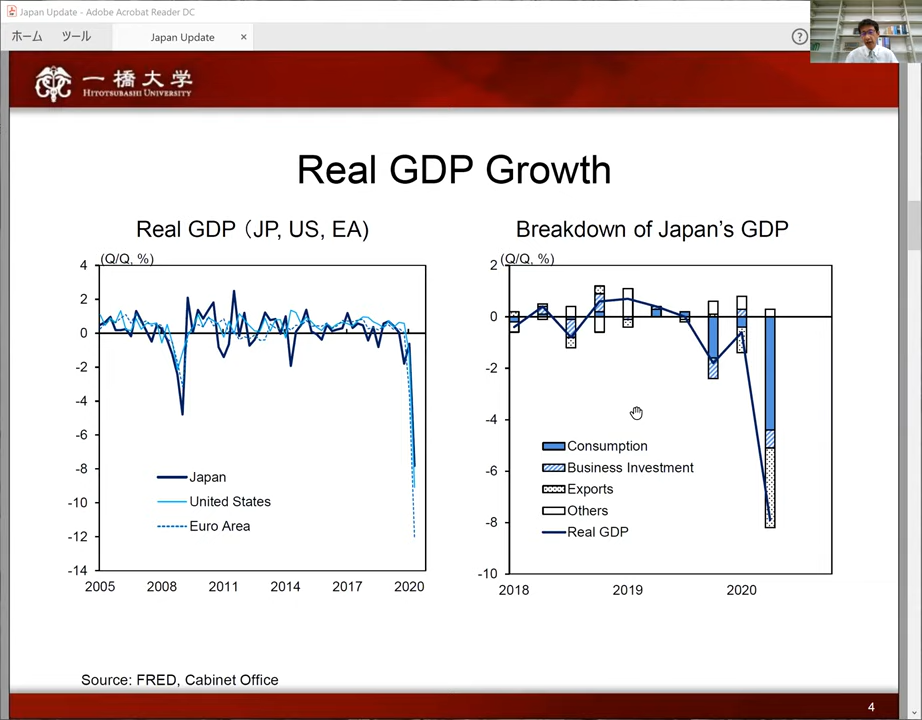 Japan Update - Adobe Acrobat Reader DC
ホーム ツール Japan Update ×
?
一橋大学
HITOTSUBASHI UNIVERSITY
Real GDP Growth
Real GDP (JP, US, EA)
(Q/Q, %)
4
2
0
-2
-4
-6
-8
-10
-12
-14
Japan
United States
Euro Area
2005 2008 2011 2014 2017 2020
Breakdown of Japan's GDP
(Q/Q, %)
2
0
-2
-4
-6
-8
-10
Consumption
Business Investment
Exports
Others
Real GDP
2018 2019 2020
Source: FRED, Cabinet Office
4